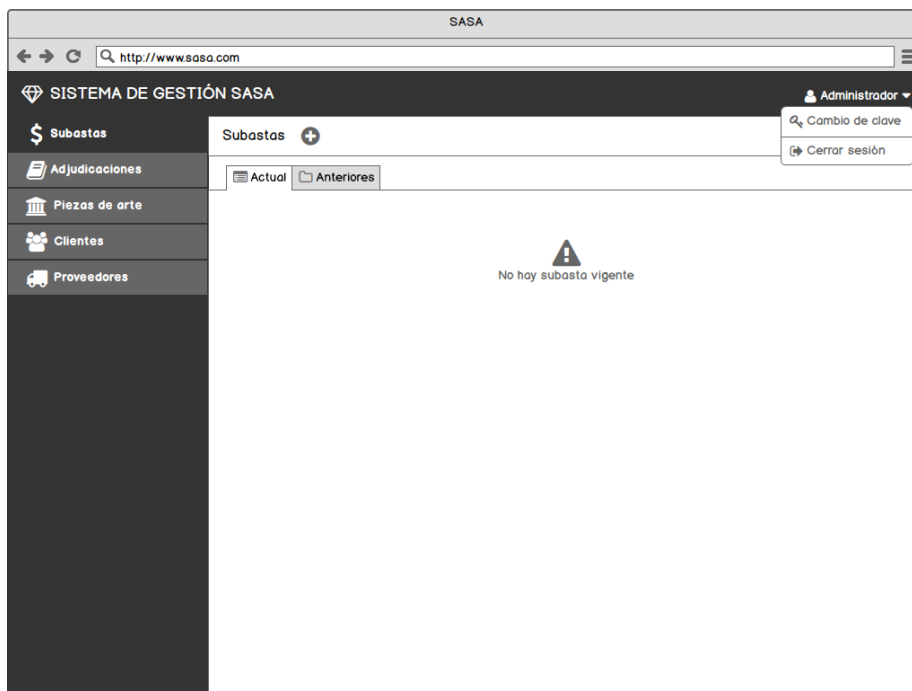 SASA
http://www.sasa.com
SISTEMA DE GESTIÓN SASA
Administrador
Cambio de clave
Cerrar sesión
Subastas
Adjudicaciones
Piezas de arte
Clientes
Proveedores
Subastas
Actual
Anteriores
No hay subasta vigente